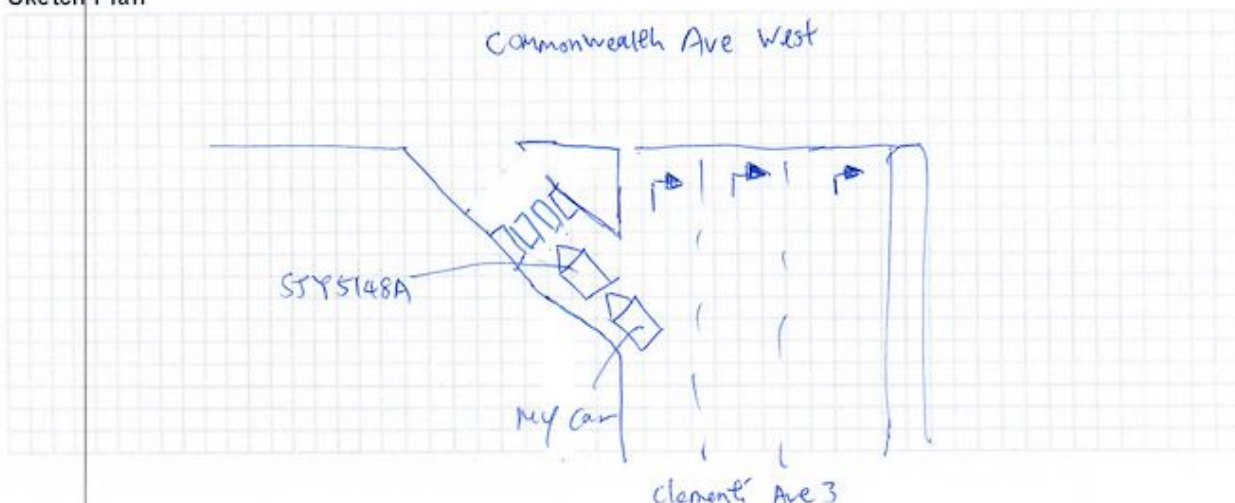 Sketch Plan
Commonwealth Ave West
SJY5148A
My Car
Clementi Ave 3